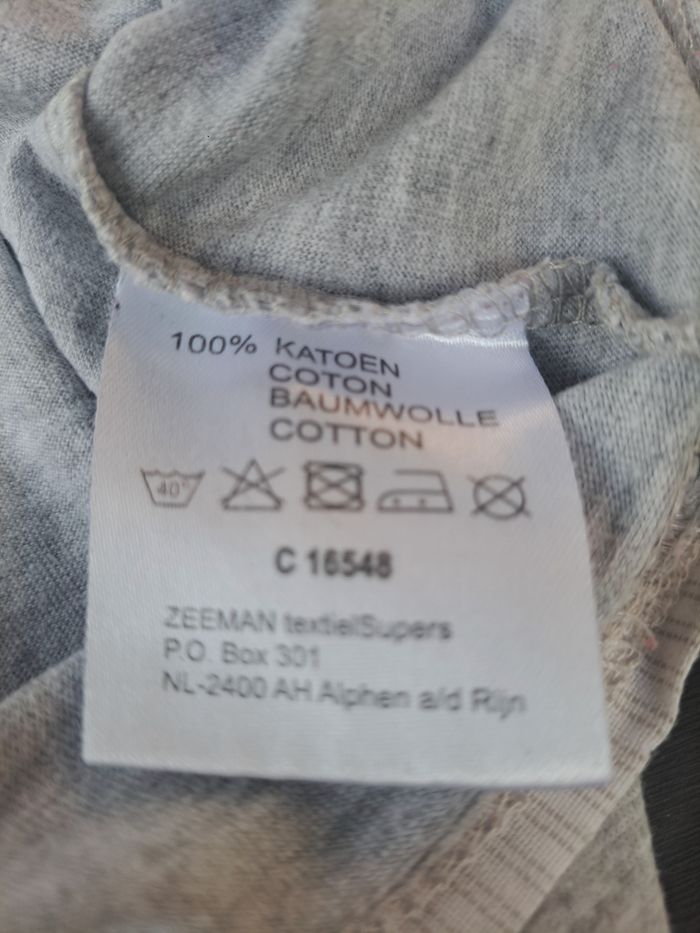 100% KATOEN
COTON
BAUMWOLLE
COTTON
40°
C 16548
ZEEMAN textielSupers
P.O. Box 301
NL-2400 AH Alphen a/d Rijn